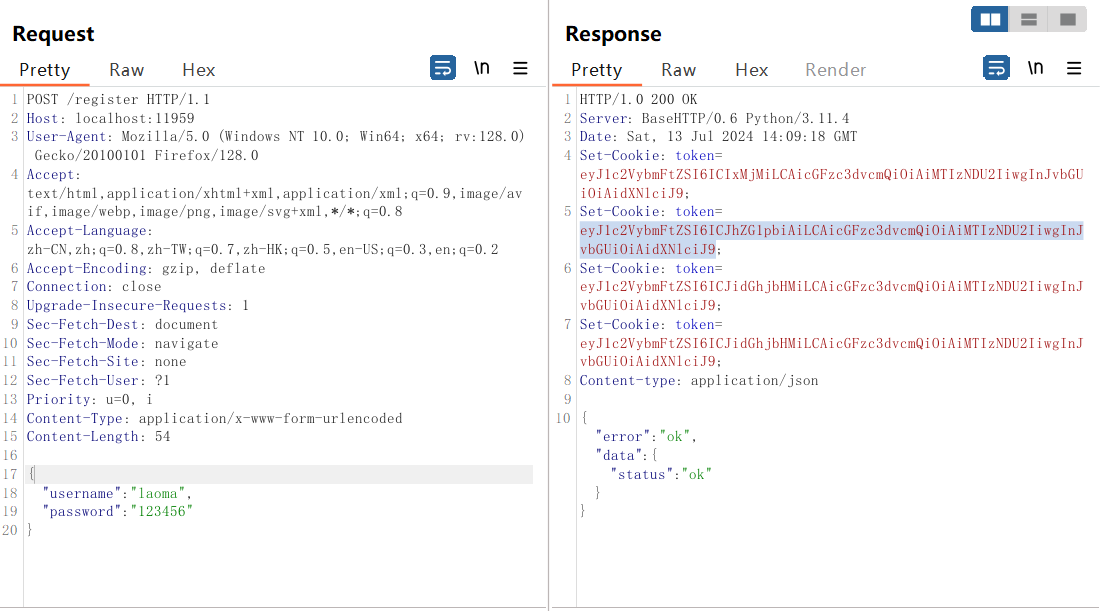 Request
Pretty Raw Hex \n
1 POST /register HTTP/1.1
2 Host: localhost:11959
3 User-Agent: Mozilla/5.0 (Windows NT 10.0; Win64; x64; rv:128.0)
Gecko/20100101 Firefox/128.0
4 Accept:
text/html,application/xhtml+xml,application/xml;q=0.9,image/av
if,image/webp,image/png,image/svg+xml,*/*;q=0.8
5 Accept-Language:
zh-CN,zh;q=0.8,zh-TW;q=0.7,zh-HK;q=0.5,en-US;q=0.3,en;q=0.2
6 Accept-Encoding: gzip, deflate
7 Connection: close
8 Upgrade-Insecure-Requests: 1
9 Sec-Fetch-Dest: document
10 Sec-Fetch-Mode: navigate
11 Sec-Fetch-Site: none
12 Sec-Fetch-User: ?1
13 Priority: u=0, i
14 Content-Type: application/x-www-form-urlencoded
15 Content-Length: 54
16
17 {
18 "username":"laoma",
19 "password":"123456"
20 }
Response
Pretty Raw Hex Render \n
1 HTTP/1.0 200 OK
2 Server: BaseHTTP/0.6 Python/3.11.4
3 Date: Sat, 13 Jul 2024 14:09:18 GMT
4 Set-Cookie: token=
eyJ1c2VybmFtZSI6ICIxMjMiLCAicGFzc3dvcmQiOiAiMTIzNDU2IiwgInJvbGU
iOiAidXNlciJ9;
5 Set-Cookie: token=
eyJ1c2VybmFtZSI6ICJhZG1pbiAiLCAicGFzc3dvcmQiOiAiMTIzNDU2IiwgInJ
vbGUiOiAidXNlciJ9;
6 Set-Cookie: token=
eyJ1c2VybmFtZSI6ICJidGhjbHMiLCAicGFzc3dvcmQiOiAiMTIzNDU2IiwgInJ
vbGUiOiAidXNlciJ9;
7 Set-Cookie: token=
eyJ1c2VybmFtZSI6ICJidGhjbHMiLCAicGFzc3dvcmQiOiAiMTIzNDU2IiwgInJ
vbGUiOiAidXNlciJ9;
8 Content-type: application/json
9
10 {
"error":"ok",
"data":{
"status":"ok"
}
}